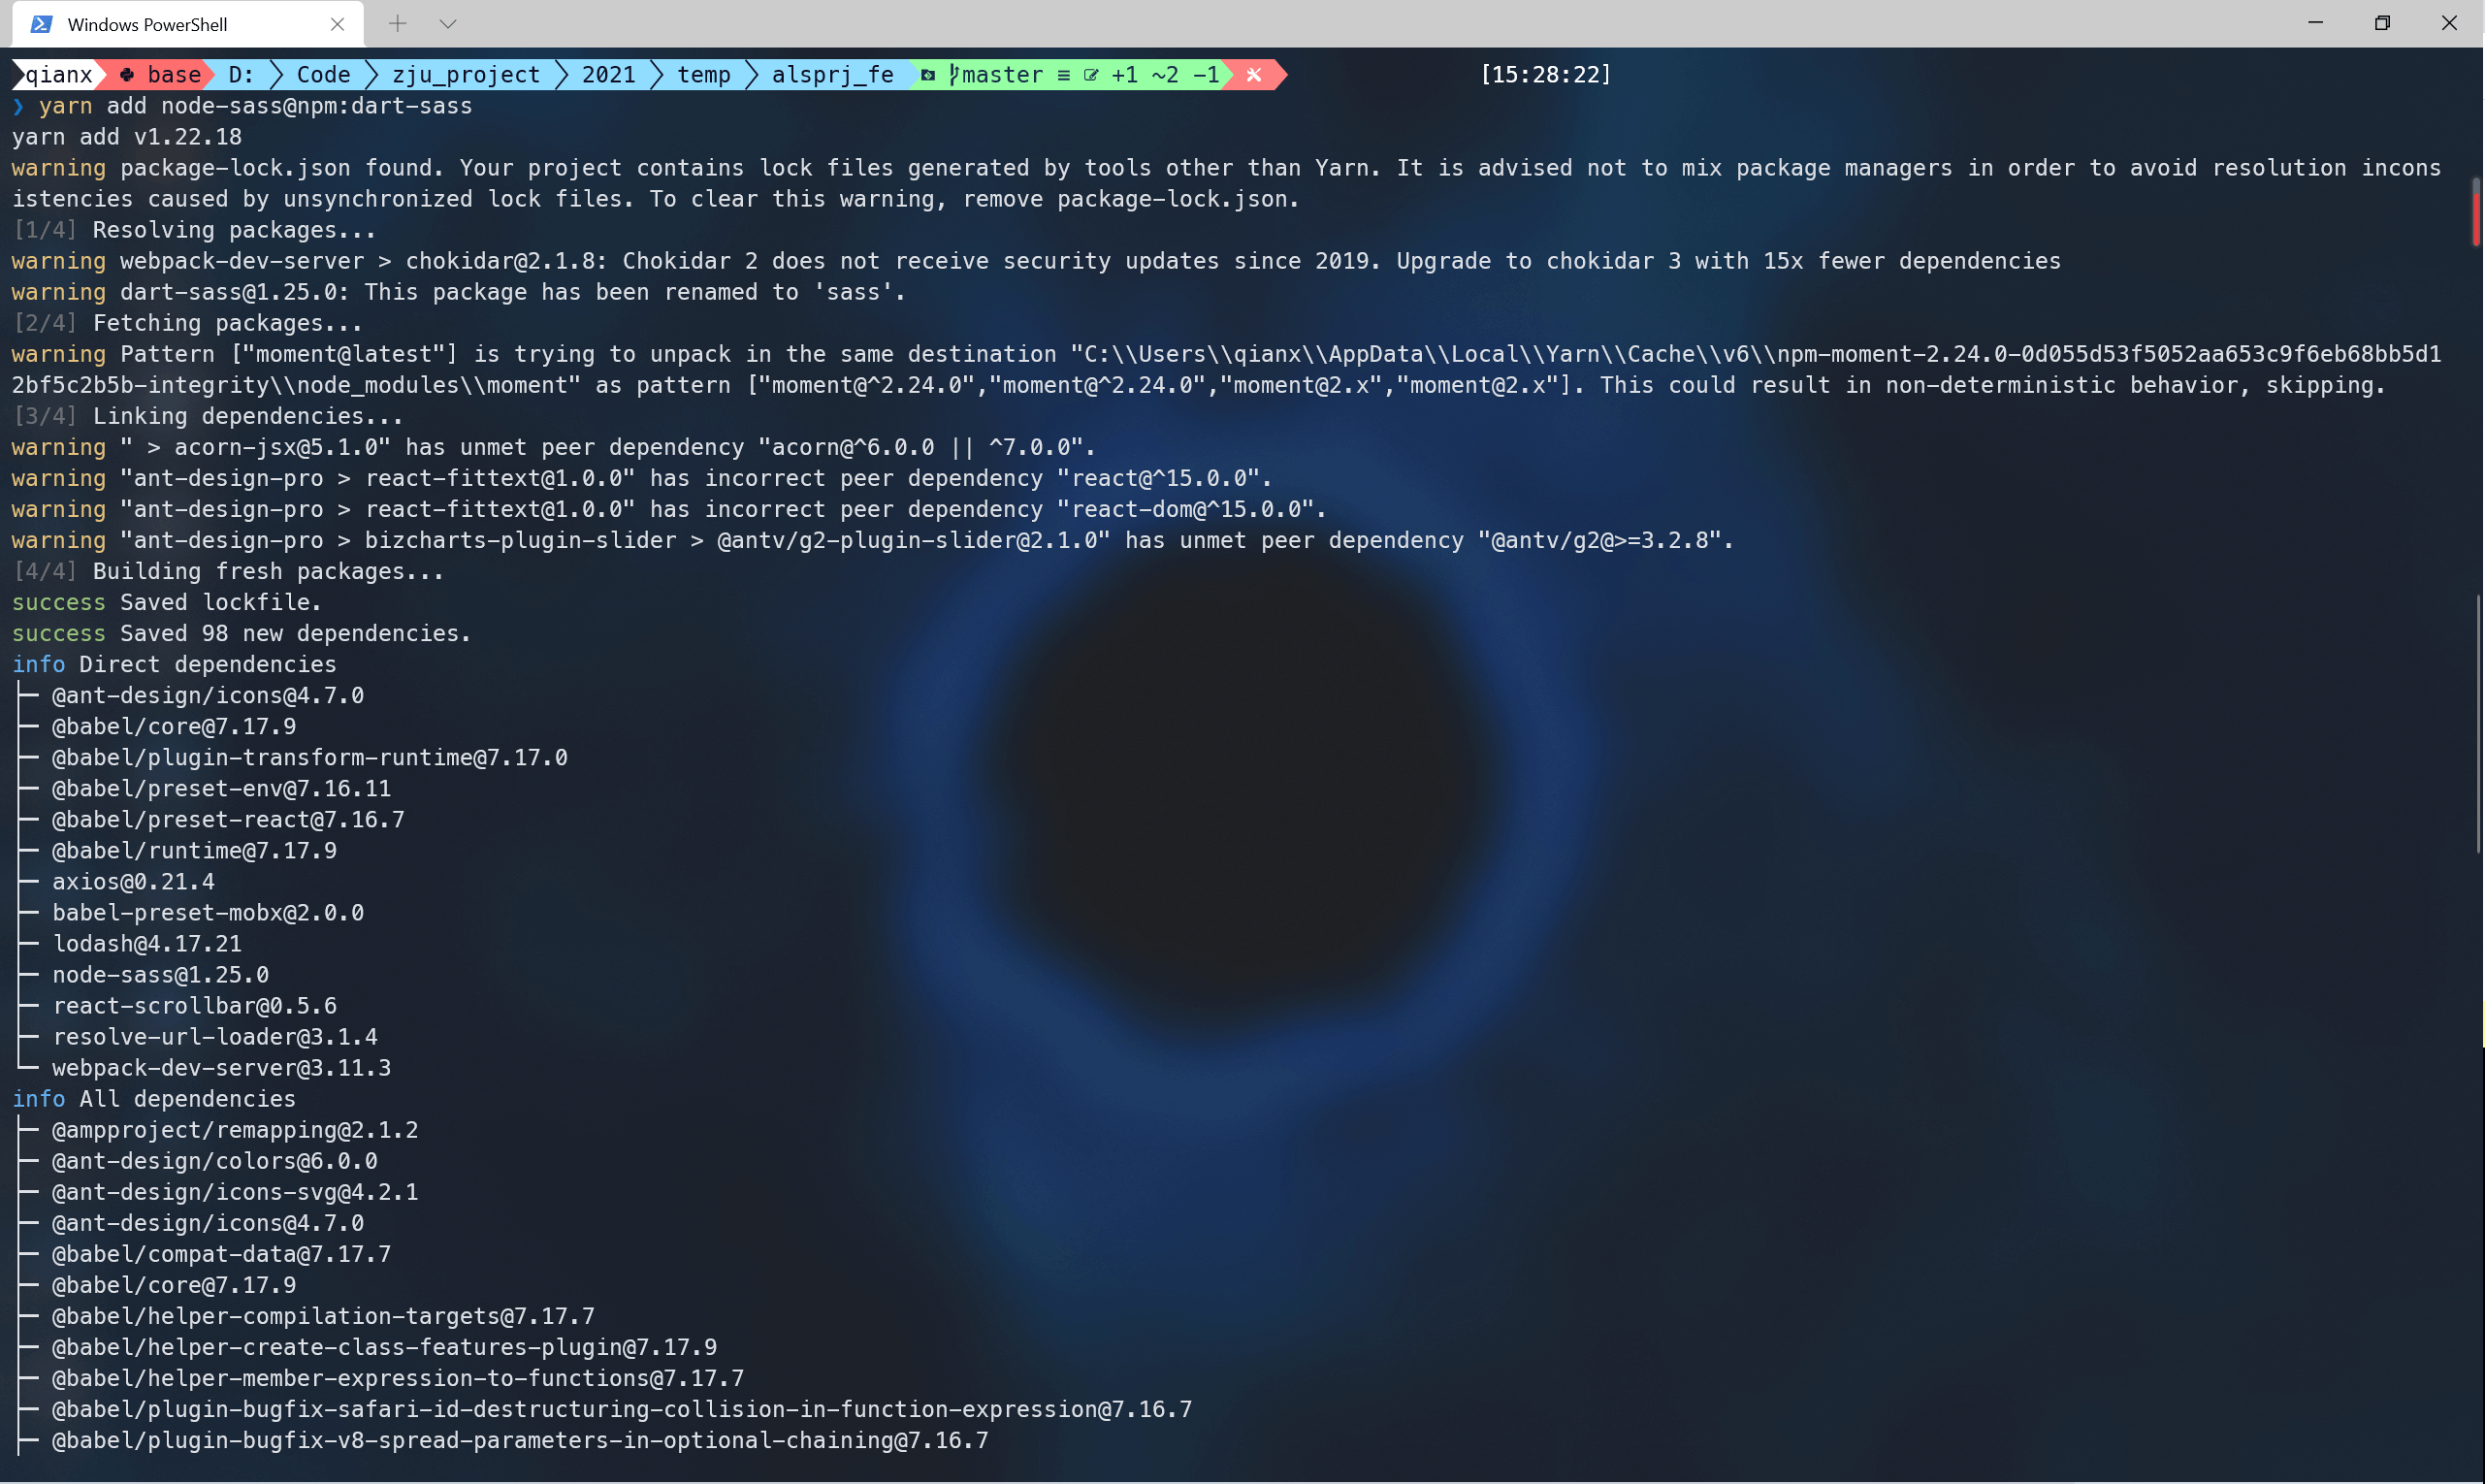 Windows PowerShell
qianx base D: Code zju_project 2021 temp alsprj_fe master ≡ +1 ~2 -1 [15:28:22]
❯ yarn add node-sass@npm:dart-sass
yarn add v1.22.18
warning package-lock.json found. Your project contains lock files generated by tools other than Yarn. It is advised not to mix package managers in order to avoid resolution incons
istencies caused by unsynchronized lock files. To clear this warning, remove package-lock.json.
[1/4] Resolving packages...
warning webpack-dev-server > chokidar@2.1.8: Chokidar 2 does not receive security updates since 2019. Upgrade to chokidar 3 with 15x fewer dependencies
warning dart-sass@1.25.0: This package has been renamed to 'sass'.
[2/4] Fetching packages...
warning Pattern ["moment@latest"] is trying to unpack in the same destination "C:\\Users\\qianx\\AppData\\Local\\Yarn\\Cache\\v6\\npm-moment-2.24.0-0d055d53f5052aa653c9f6eb68bb5d1
2bf5c2b5b-integrity\\node_modules\\moment" as pattern ["moment@^2.24.0","moment@^2.24.0","moment@2.x","moment@2.x"]. This could result in non-deterministic behavior, skipping.
[3/4] Linking dependencies...
warning " > acorn-jsx@5.1.0" has unmet peer dependency "acorn@^6.0.0 || ^7.0.0".
warning "ant-design-pro > react-fittext@1.0.0" has incorrect peer dependency "react@^15.0.0".
warning "ant-design-pro > react-fittext@1.0.0" has incorrect peer dependency "react-dom@^15.0.0".
warning "ant-design-pro > bizcharts-plugin-slider > @antv/g2-plugin-slider@2.1.0" has unmet peer dependency "@antv/g2@>=3.2.8".
[4/4] Building fresh packages...
success Saved lockfile.
success Saved 98 new dependencies.
info Direct dependencies
├─ @ant-design/icons@4.7.0
├─ @babel/core@7.17.9
├─ @babel/plugin-transform-runtime@7.17.0
├─ @babel/preset-env@7.16.11
├─ @babel/preset-react@7.16.7
├─ @babel/runtime@7.17.9
├─ axios@0.21.4
├─ babel-preset-mobx@2.0.0
├─ lodash@4.17.21
├─ node-sass@1.25.0
├─ react-scrollbar@0.5.6
├─ resolve-url-loader@3.1.4
└─ webpack-dev-server@3.11.3
info All dependencies
├─ @ampproject/remapping@2.1.2
├─ @ant-design/colors@6.0.0
├─ @ant-design/icons-svg@4.2.1
├─ @ant-design/icons@4.7.0
├─ @babel/compat-data@7.17.7
├─ @babel/core@7.17.9
├─ @babel/helper-compilation-targets@7.17.7
├─ @babel/helper-create-class-features-plugin@7.17.9
├─ @babel/helper-member-expression-to-functions@7.17.7
├─ @babel/plugin-bugfix-safari-id-destructuring-collision-in-function-expression@7.16.7
├─ @babel/plugin-bugfix-v8-spread-parameters-in-optional-chaining@7.16.7